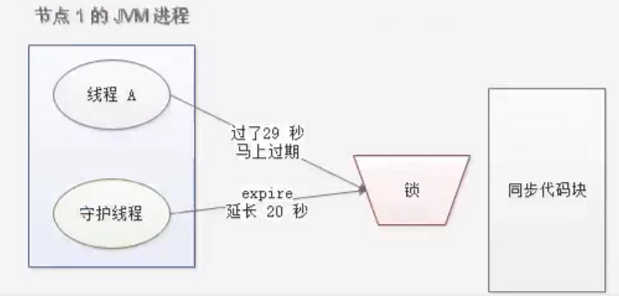 节点 1 的 JVM 进程
线程 A
过了29 秒
马上过期
守护线程
expire
延长 20 秒
锁
同步代码块